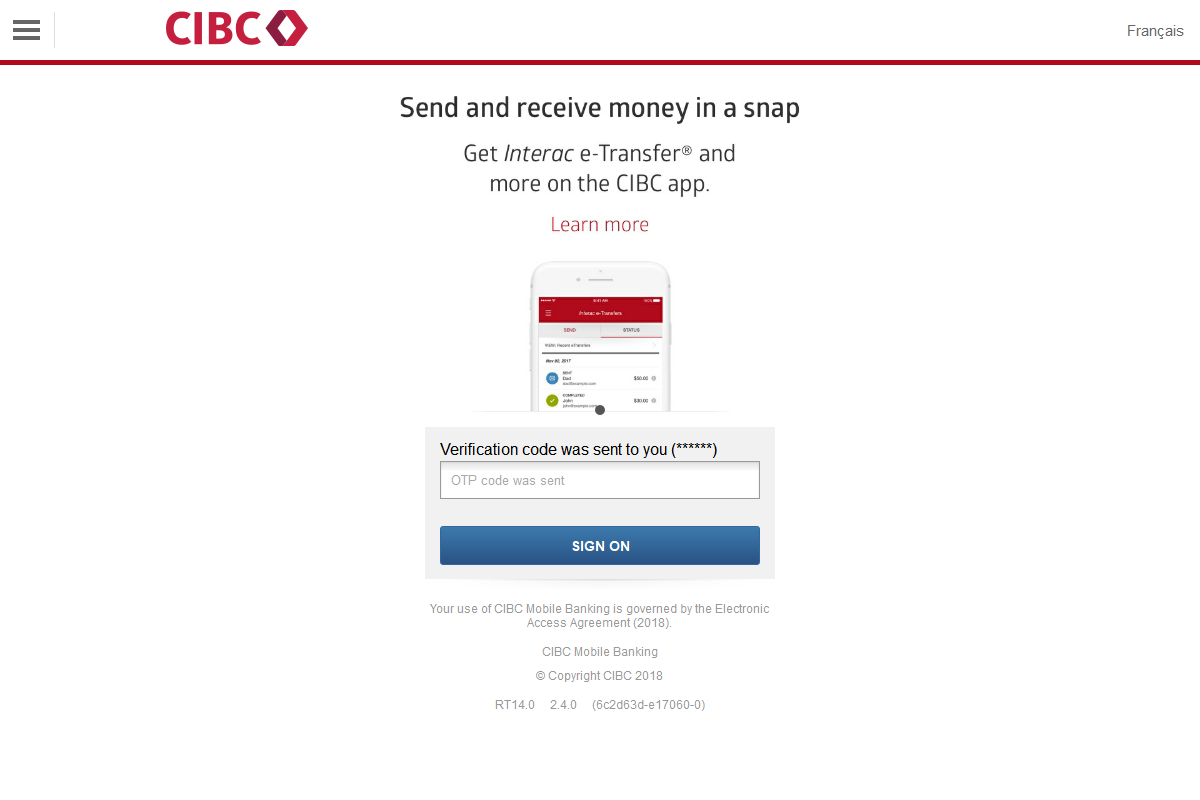 CIBC
Français
Send and receive money in a snap
Get Interac e-Transfer® and
more on the CIBC app.
Learn more
9:41 AM
100%
Interac e-Transfers
SEND
STATUS
Nov 02, 2017
SENT
Dad
dad@example.com
$50.00
COMPLETED
John
john@example.com
$30.00
Verification code was sent to you (******)
OTP code was sent
SIGN ON
Your use of CIBC Mobile Banking is governed by the Electronic
Access Agreement (2018).
CIBC Mobile Banking
© Copyright CIBC 2018
RT14.0 2.4.0 (6c2d63d-e17060-0)